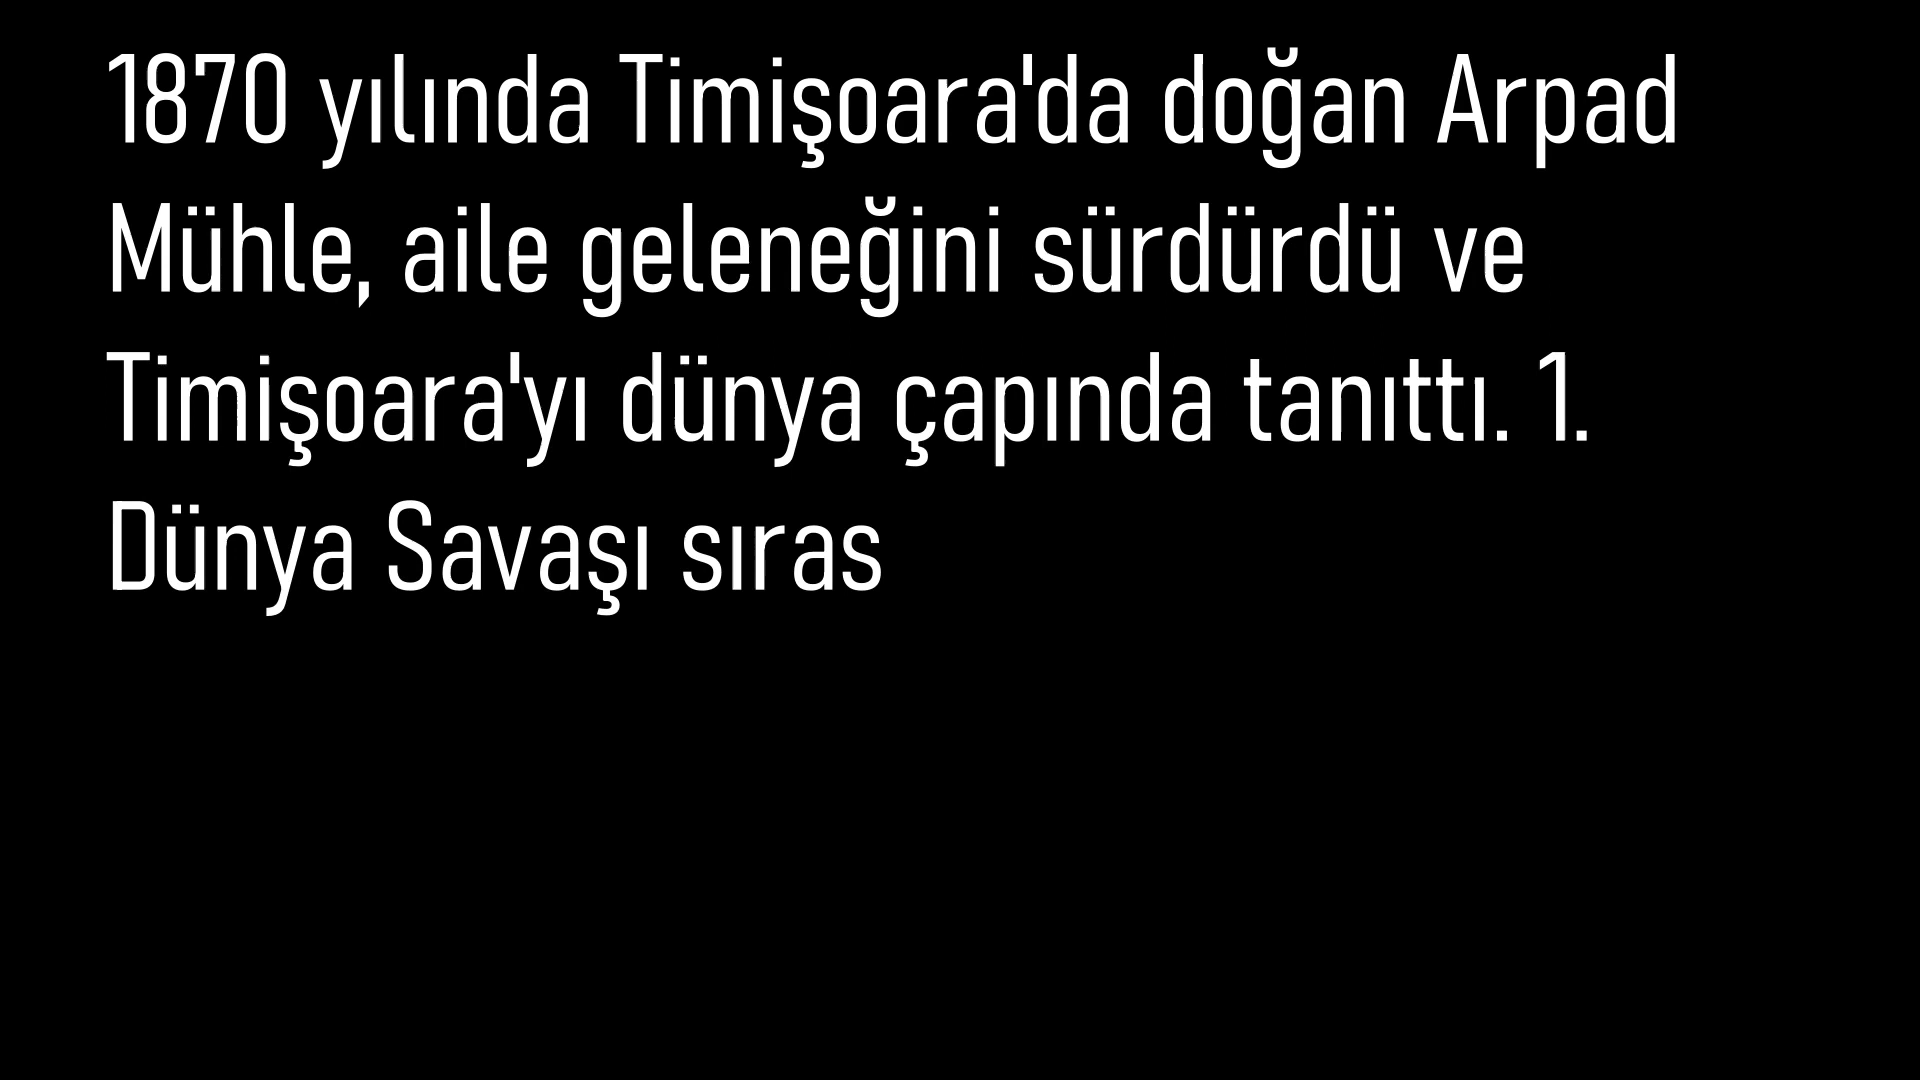 1870 yılında Timişoara'da doğan Arpad
Mühle, aile geleneğini sürdürdü ve
Timişoara'yı dünya çapında tanıttı. 1.
Dünya Savaşı sıras